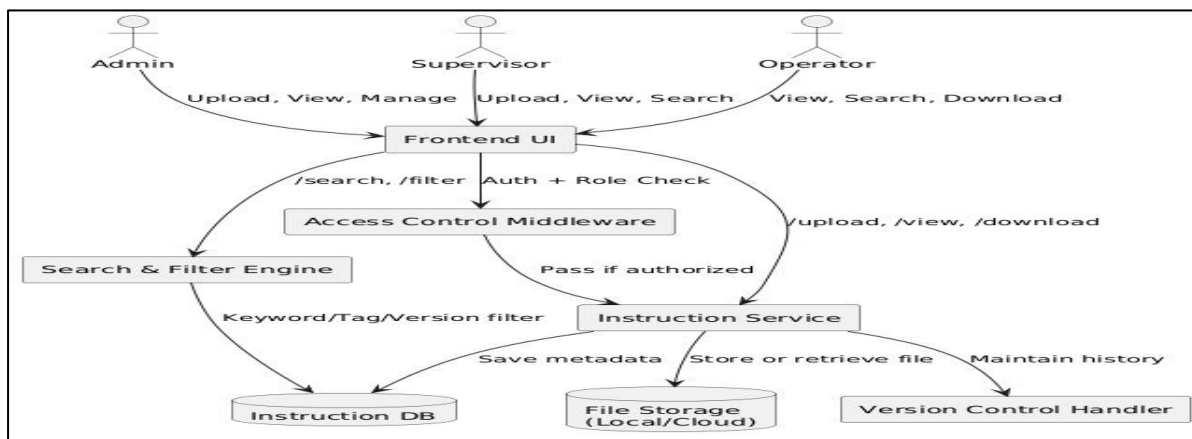 Admin
Supervisor
Operator
Upload, View, Manage
Upload, View, Search
View, Search, Download
Frontend UI
/search, /filter
Auth + Role Check
Access Control Middleware
/upload, /view, /download
Search & Filter Engine
Pass if authorized
Instruction Service
Keyword/Tag/Version filter
Save metadata
Store or retrieve file
Maintain history
Instruction DB
File Storage
(Local/Cloud)
Version Control Handler